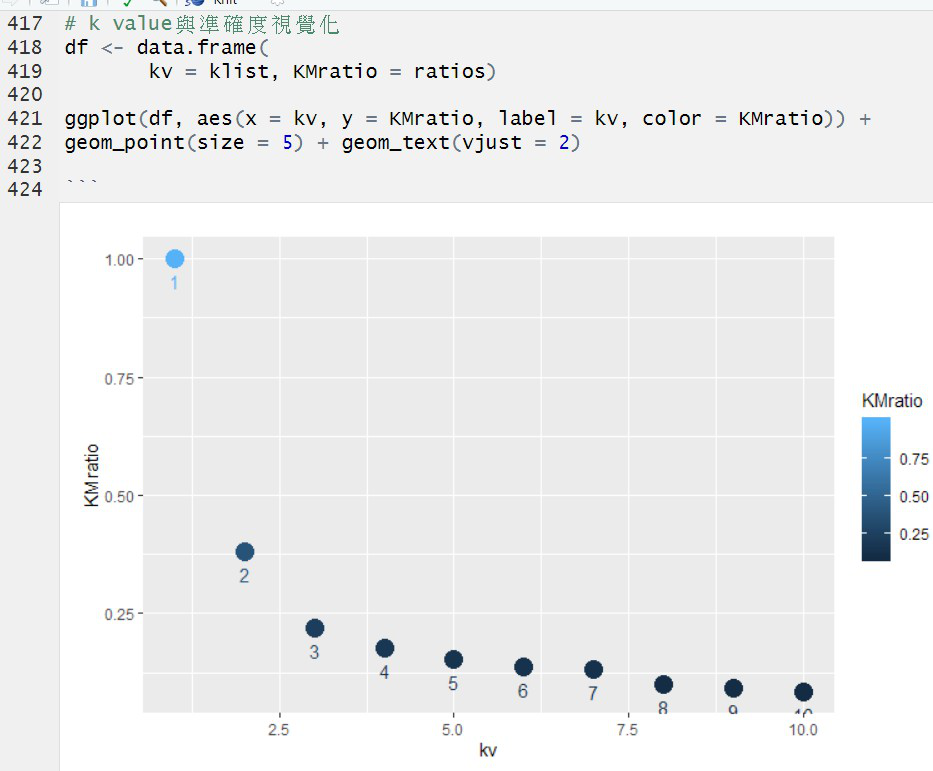 Knit
417 # k value與準確度視覺化
418 df <- data.frame(
419 kv = klist, KMratio = ratios)
420
421 ggplot(df, aes(x = kv, y = KMratio, label = kv, color = KMratio)) +
422 geom_point(size = 5) + geom_text(vjust = 2)
423
424 ```
1.00
0.75
0.50
0.25
KMratio
1
2
3
4
5
6
7
8
9
10
2.5
5.0
7.5
10.0
kv
KMratio
0.75
0.50
0.25